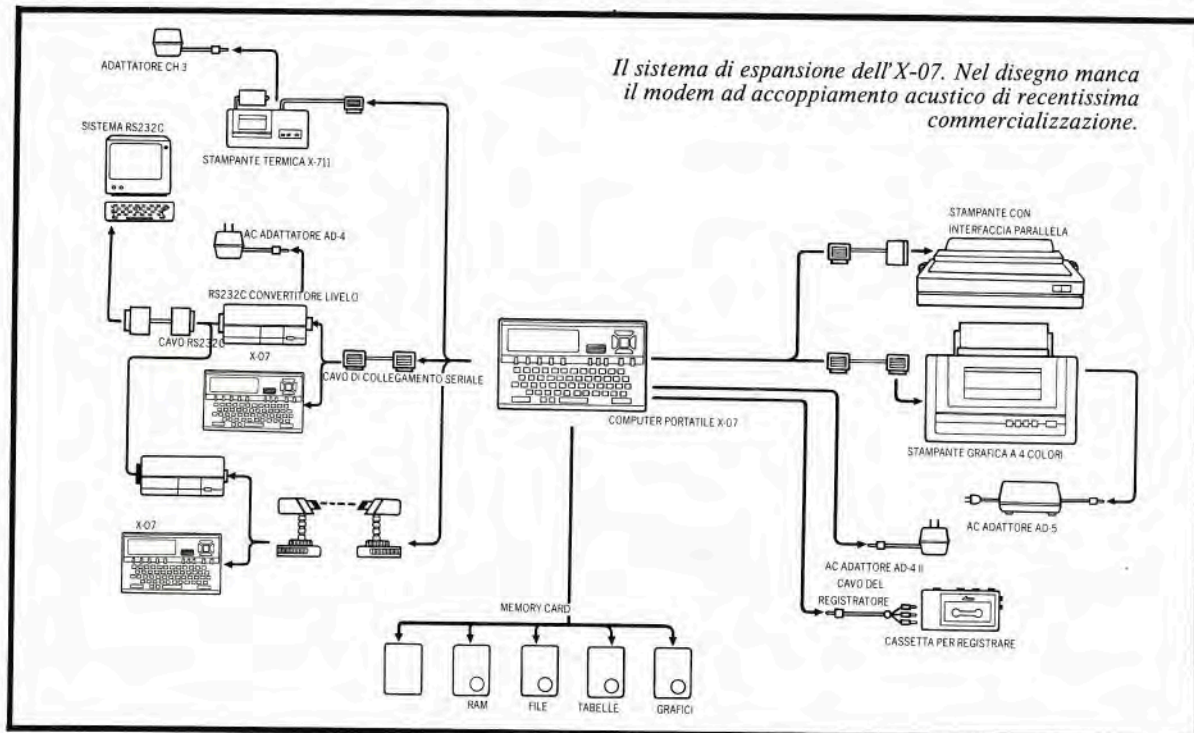 Il sistema di espansione dell'X-07. Nel disegno manca
il modem ad accoppiamento acustico di recentissima
commercializzazione.
ADATTATORE CH 3
SISTEMA RS232C
STAMPANTE TERMICA X-711
AC ADATTATORE AD-4
RS232C CONVERTITORE LIVELO
CAVO RS232C
X-07
CAVO DI COLLEGAMENTO SERIALE
X-07
COMPUTER PORTATILE X-07
STAMPANTE CON
INTERFACCIA PARALLELA
STAMPANTE GRAFICA A 4 COLORI
AC ADATTORE AD-5
AC ADATTORE AD-4 II
CAVO DEL
REGISTRATORE
CASSETTA PER REGISTRARE
MEMORY CARD
RAM
FILE
TABELLE
GRAFICI